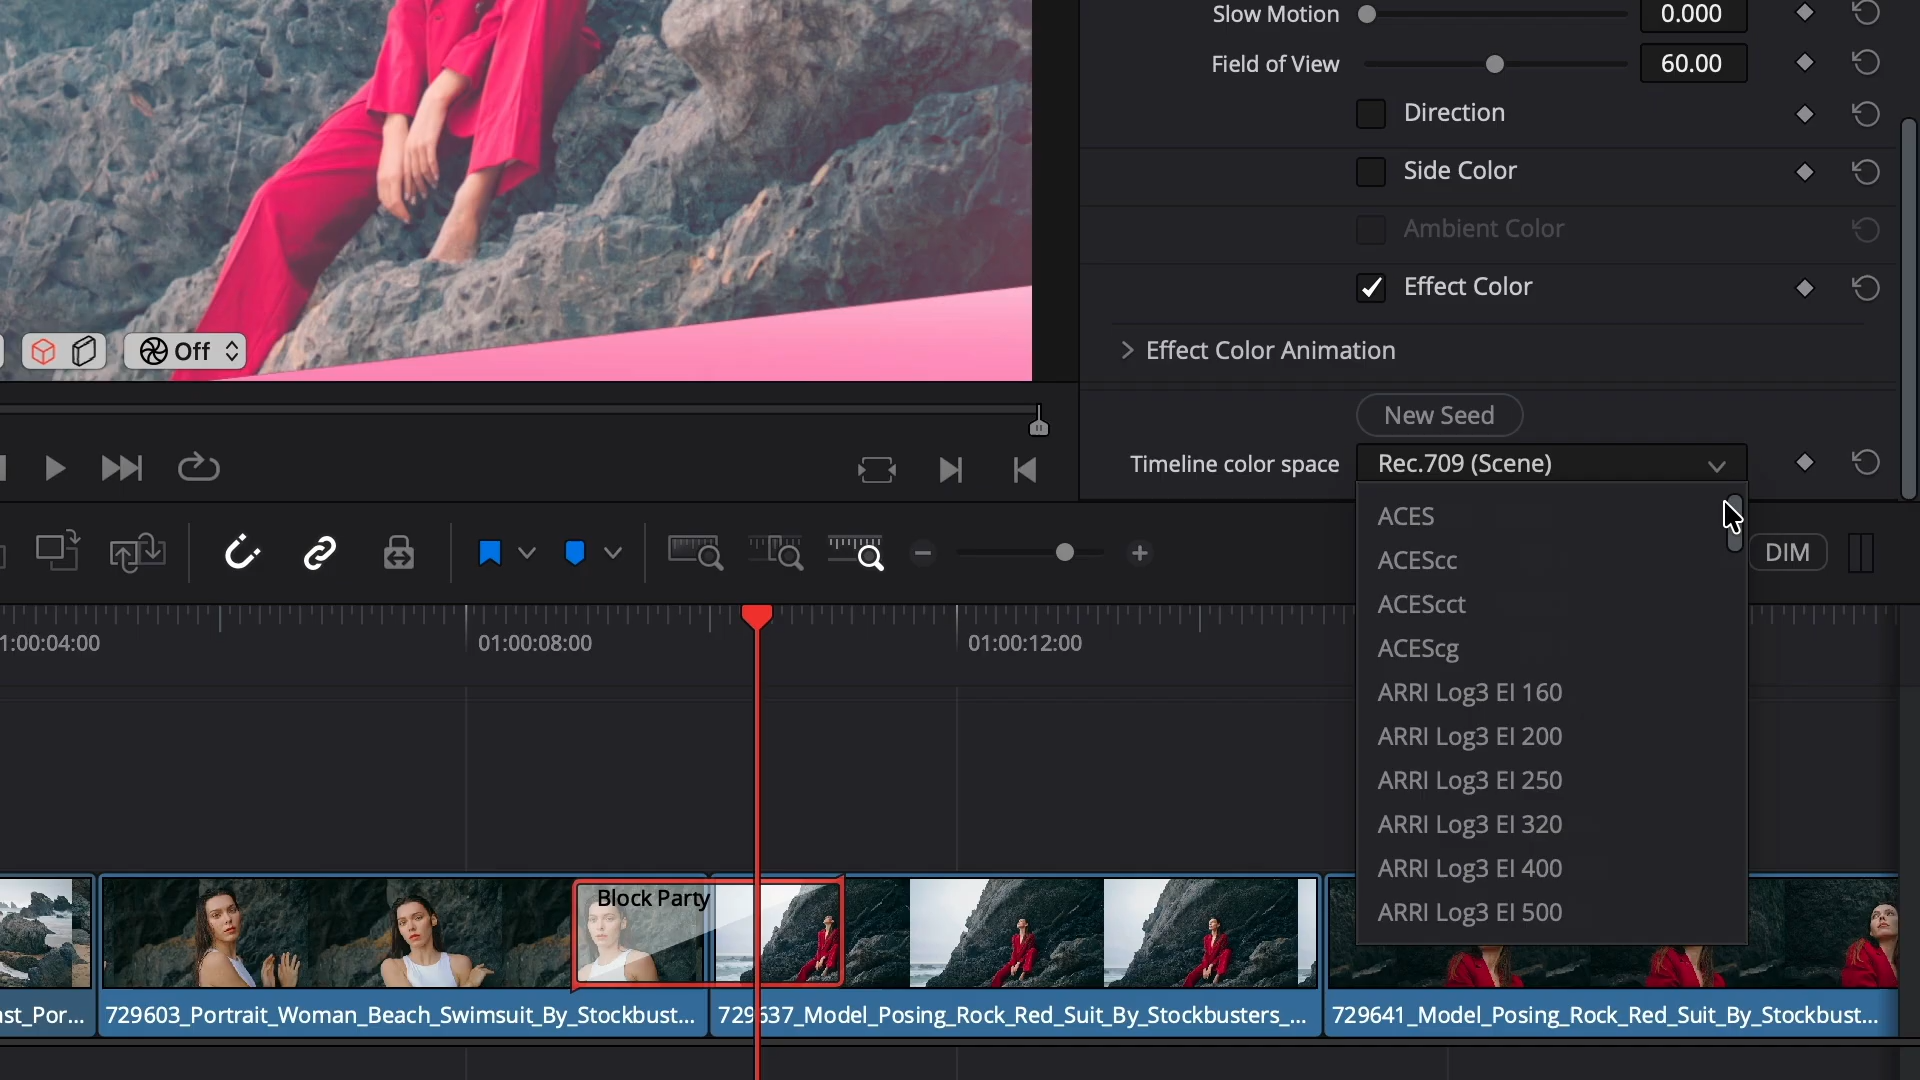 Slow Motion 0.000
Field of View 60.00
Direction
Side Color
Ambient Color
Effect Color
Off
Effect Color Animation
New Seed
Timeline color space Rec.709 (Scene)
ACES
ACEScc
ACEScct
ACEScg
ARRI Log3 EI 160
ARRI Log3 EI 200
ARRI Log3 EI 250
ARRI Log3 EI 320
ARRI Log3 EI 400
ARRI Log3 EI 500
DIM
1:00:04:00 01:00:08:00 01:00:12:00
Block Party
ast_Por... 729603_Portrait_Woman_Beach_Swimsuit_By_Stockbust... 729637_Model_Posing_Rock_Red_Suit_By_Stockbusters_... 729641_Model_Posing_Rock_Red_Suit_By_Stockbust...